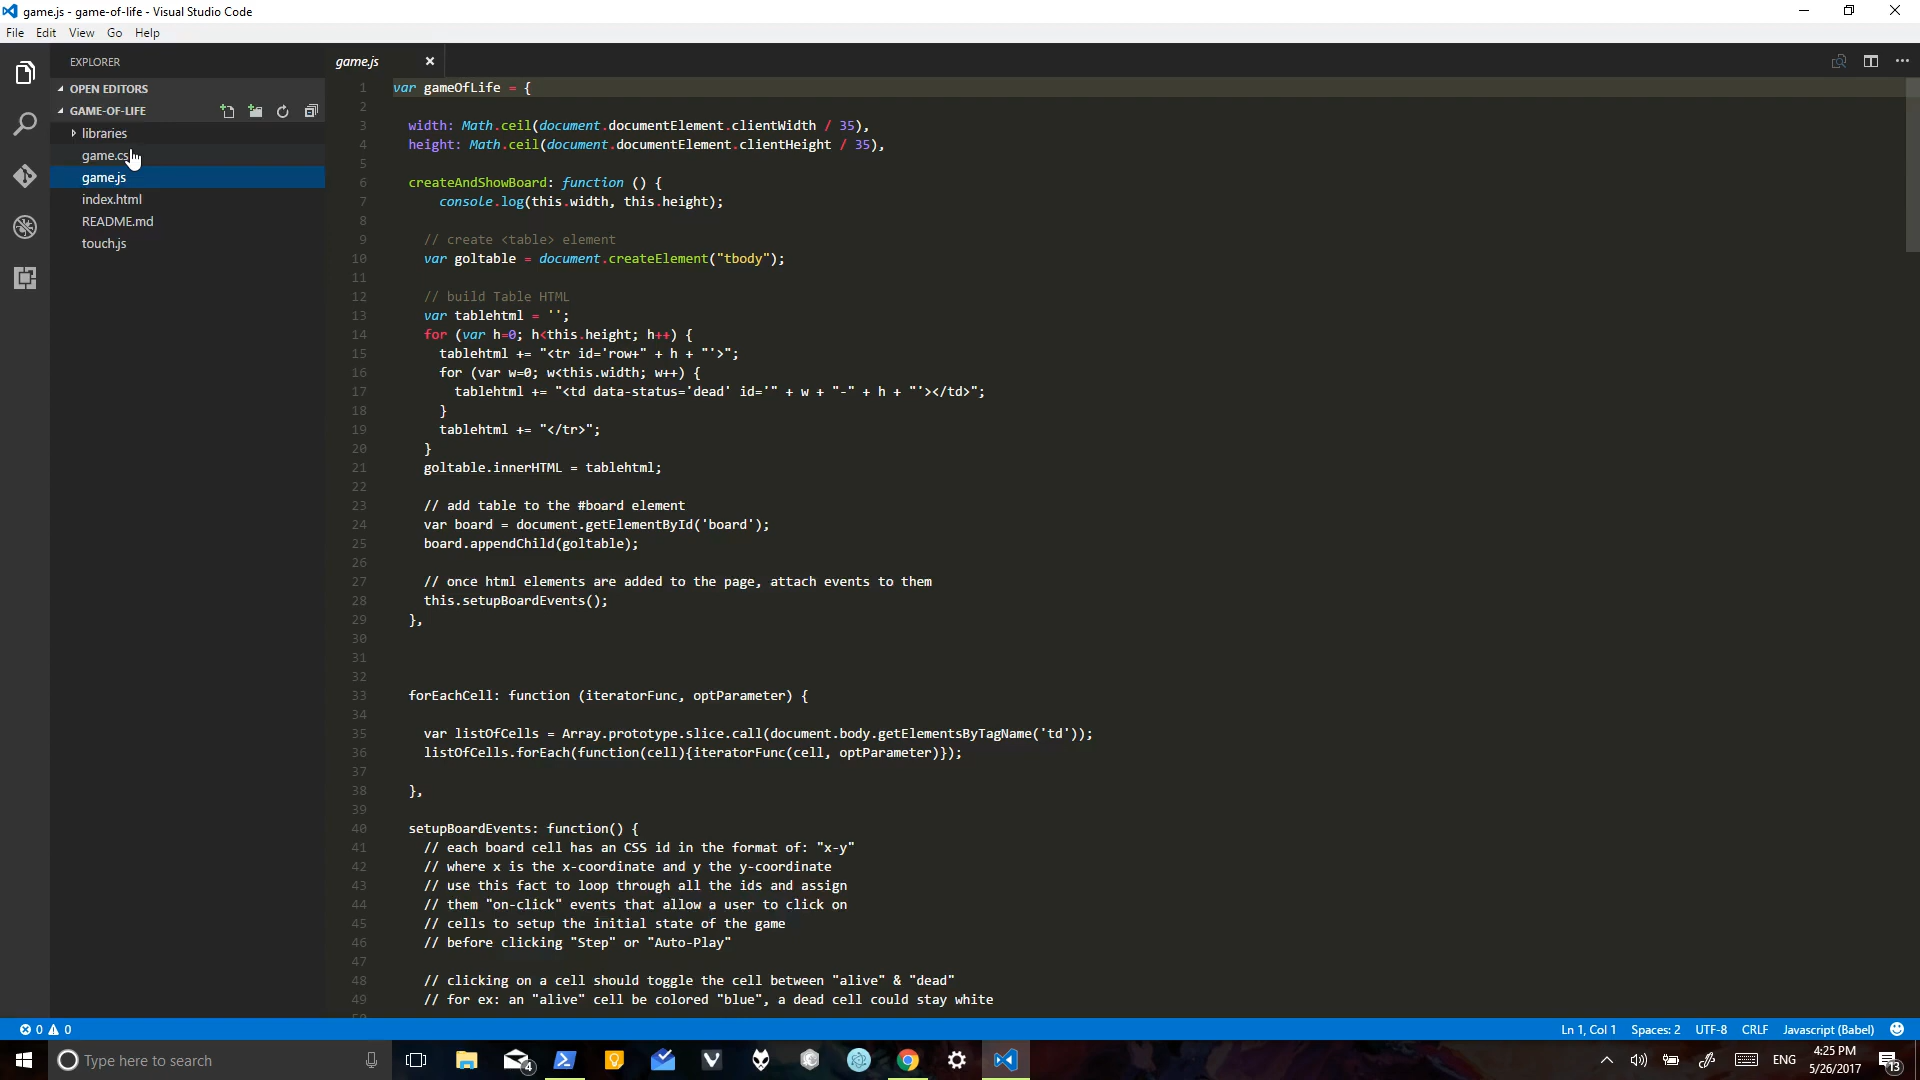 game.js - game-of-life - Visual Studio Code
File Edit View Go Help
EXPLORER
OPEN EDITORS
GAME-OF-LIFE
libraries
game.cs
game.js
index.html
README.md
touch.js
game.js
1 var gameOfLife = {
2
3 width: Math.ceil(document.documentElement.clientWidth / 35),
4 height: Math.ceil(document.documentElement.clientHeight / 35),
5
6 createAndShowBoard: function () {
7 console.log(this.width, this.height);
8
9 // create <table> element
10 var goltable = document.createElement("tbody");
11
12 // build Table HTML
13 var tablehtml = '';
14 for (var h=0; h<this.height; h++) {
15 tablehtml += "<tr id='row+" + h + "'>";
16 for (var w=0; w<this.width; w++) {
17 tablehtml += "<td data-status='dead' id='" + w + "-" + h + "'></td>";
18 }
19 tablehtml += "</tr>";
20 }
21 goltable.innerHTML = tablehtml;
22
23 // add table to the #board element
24 var board = document.getElementById('board');
25 board.appendChild(goltable);
26
27 // once html elements are added to the page, attach events to them
28 this.setupBoardEvents();
29 },
30
31
32
33 forEachCell: function (iteratorFunc, optParameter) {
34
35 var listOfCells = Array.prototype.slice.call(document.body.getElementsByTagName('td'));
36 listOfCells.forEach(function(cell){iteratorFunc(cell, optParameter)});
37
38 },
39
40 setupBoardEvents: function() {
41 // each board cell has an CSS id in the format of: "x-y"
42 // where x is the x-coordinate and y the y-coordinate
43 // use this fact to loop through all the ids and assign
44 // them "on-click" events that allow a user to click on
45 // cells to setup the initial state of the game
46 // before clicking "Step" or "Auto-Play"
47
48 // clicking on a cell should toggle the cell between "alive" & "dead"
49 // for ex: an "alive" cell be colored "blue", a dead cell could stay white
0 0 Ln 1, Col 1 Spaces: 2 UTF-8 CRLF Javascript (Babel)
Type here to search
4
ENG
4:25 PM
5/26/2017
13